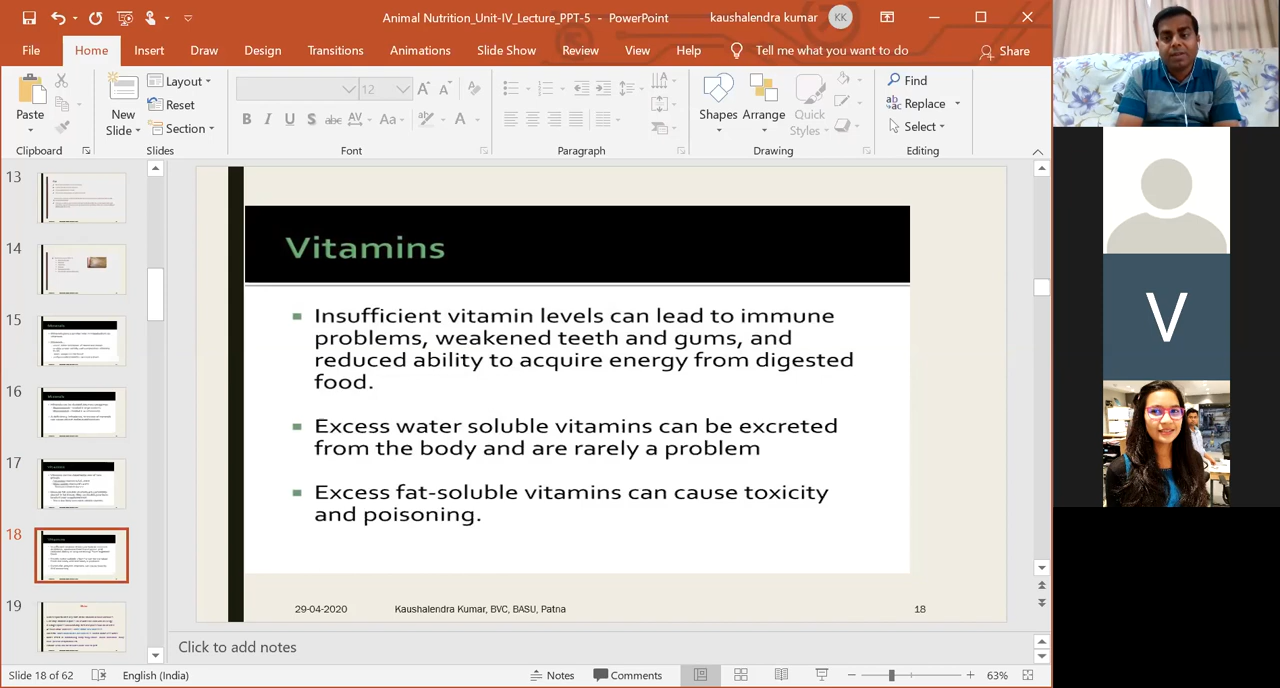 Animal Nutrition_Unit-IV_Lecture_PPT-5 - PowerPoint
kaushalendra kumar
KK
File
Home
Insert
Draw
Design
Transitions
Animations
Slide Show
Review
View
Help
Tell me what you want to do
Share
Paste
New
Slide
Layout
Reset
Section
12
Shapes
Arrange
Quick
Styles
Find
Replace
Select
Clipboard
Slides
Font
Paragraph
Drawing
Editing
13
14
15
16
17
18
19
Vitamins
Insufficient vitamin levels can lead to immune
problems, weakened teeth and gums, and
reduced ability to acquire energy from digested
food.
Excess water soluble vitamins can be excreted
from the body and are rarely a problem
Excess fat-soluble vitamins can cause toxicity
and poisoning.
29-04-2020
Kaushalendra Kumar, BVC, BASU, Patna
18
Click to add notes
Slide 18 of 62
English (India)
Notes
Comments
63%
V